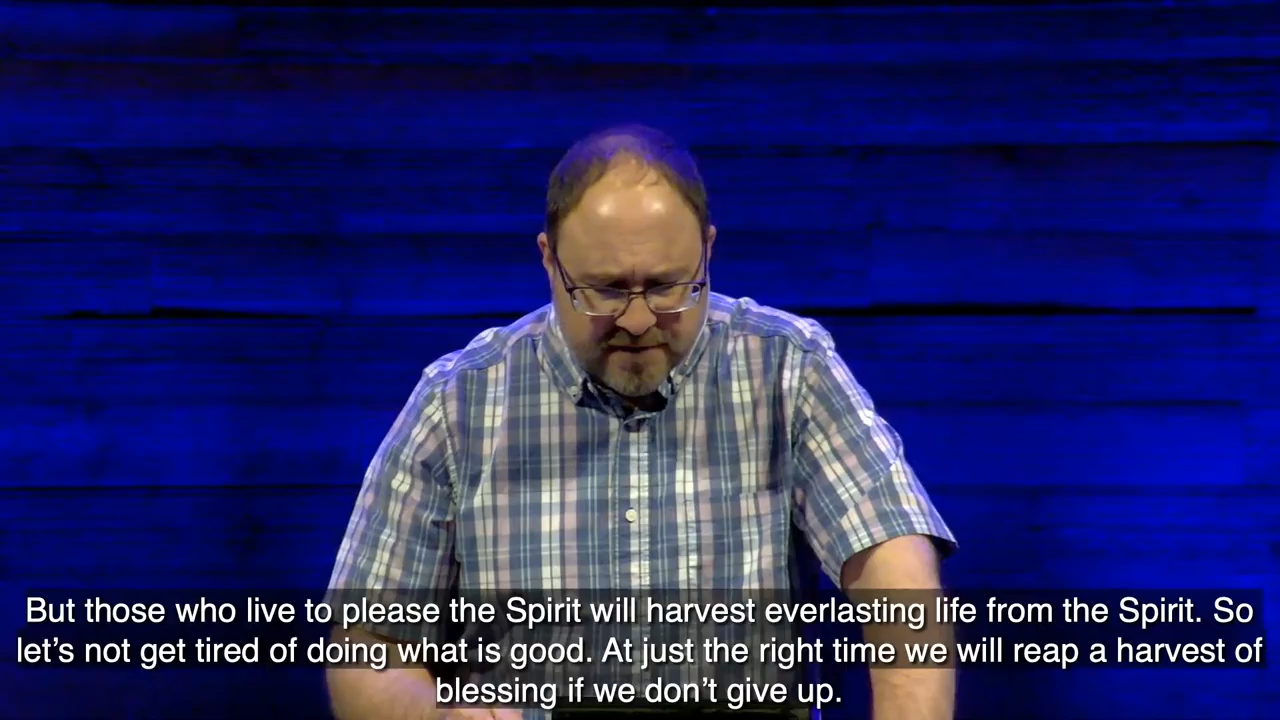 But those who live to please the Spirit will harvest everlasting life from the Spirit. So
let’s not get tired of doing what is good. At just the right time we will reap a harvest of
blessing if we don’t give up.